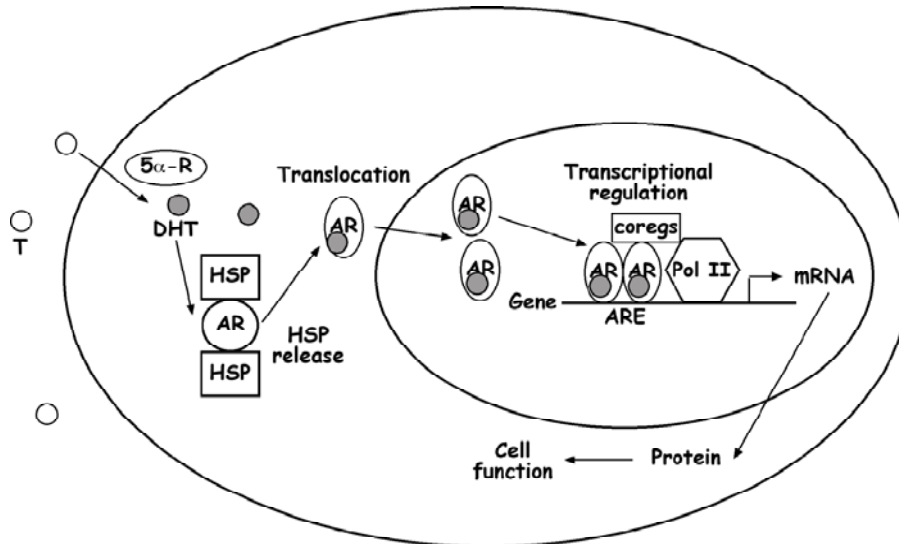 5α-R
Translocation
Transcriptional
regulation
AR
AR
coregs
T
DHT
HSP
AR
AR
AR
Pol II
mRNA
Gene
ARE
AR
HSP
release
HSP
Cell
function
Protein